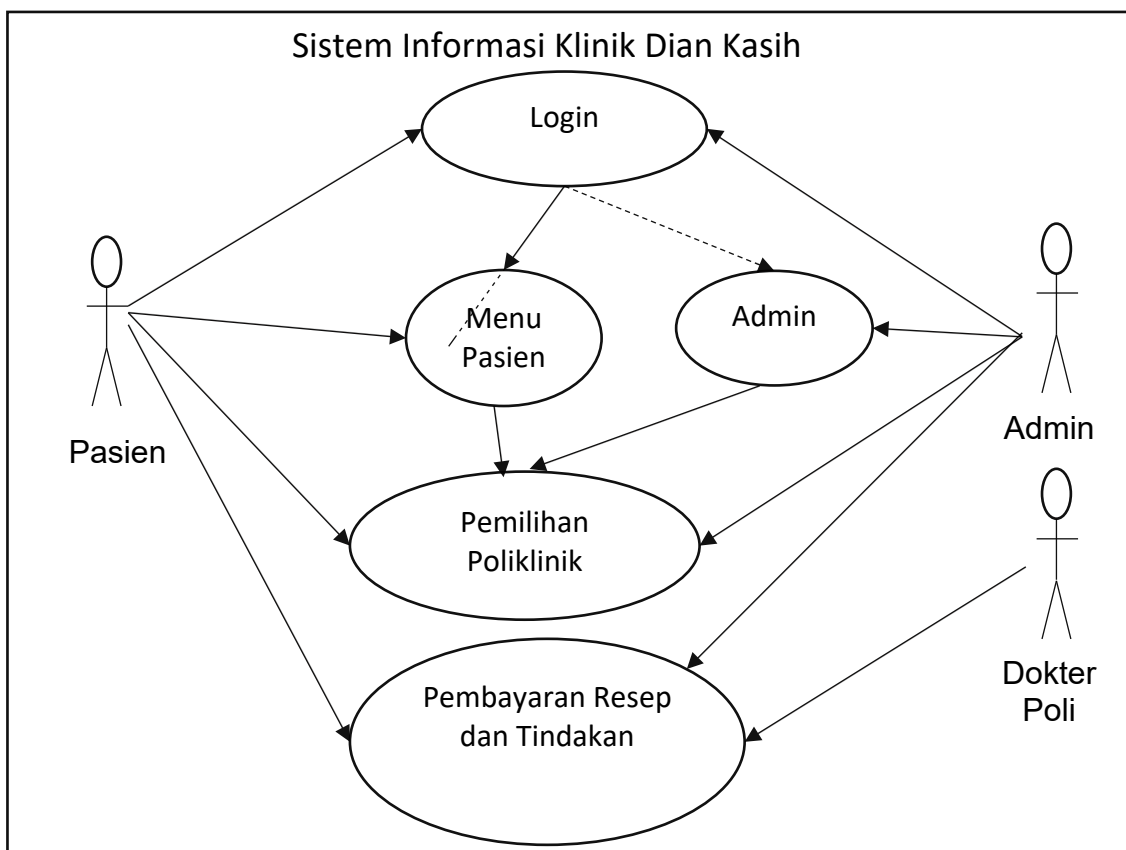 Sistem Informasi Klinik Dian Kasih
Login
Menu
Pasien
Admin
Pasien
Admin
Pemilihan
Poliklinik
Pembayaran Resep
dan Tindakan
Dokter
Poli